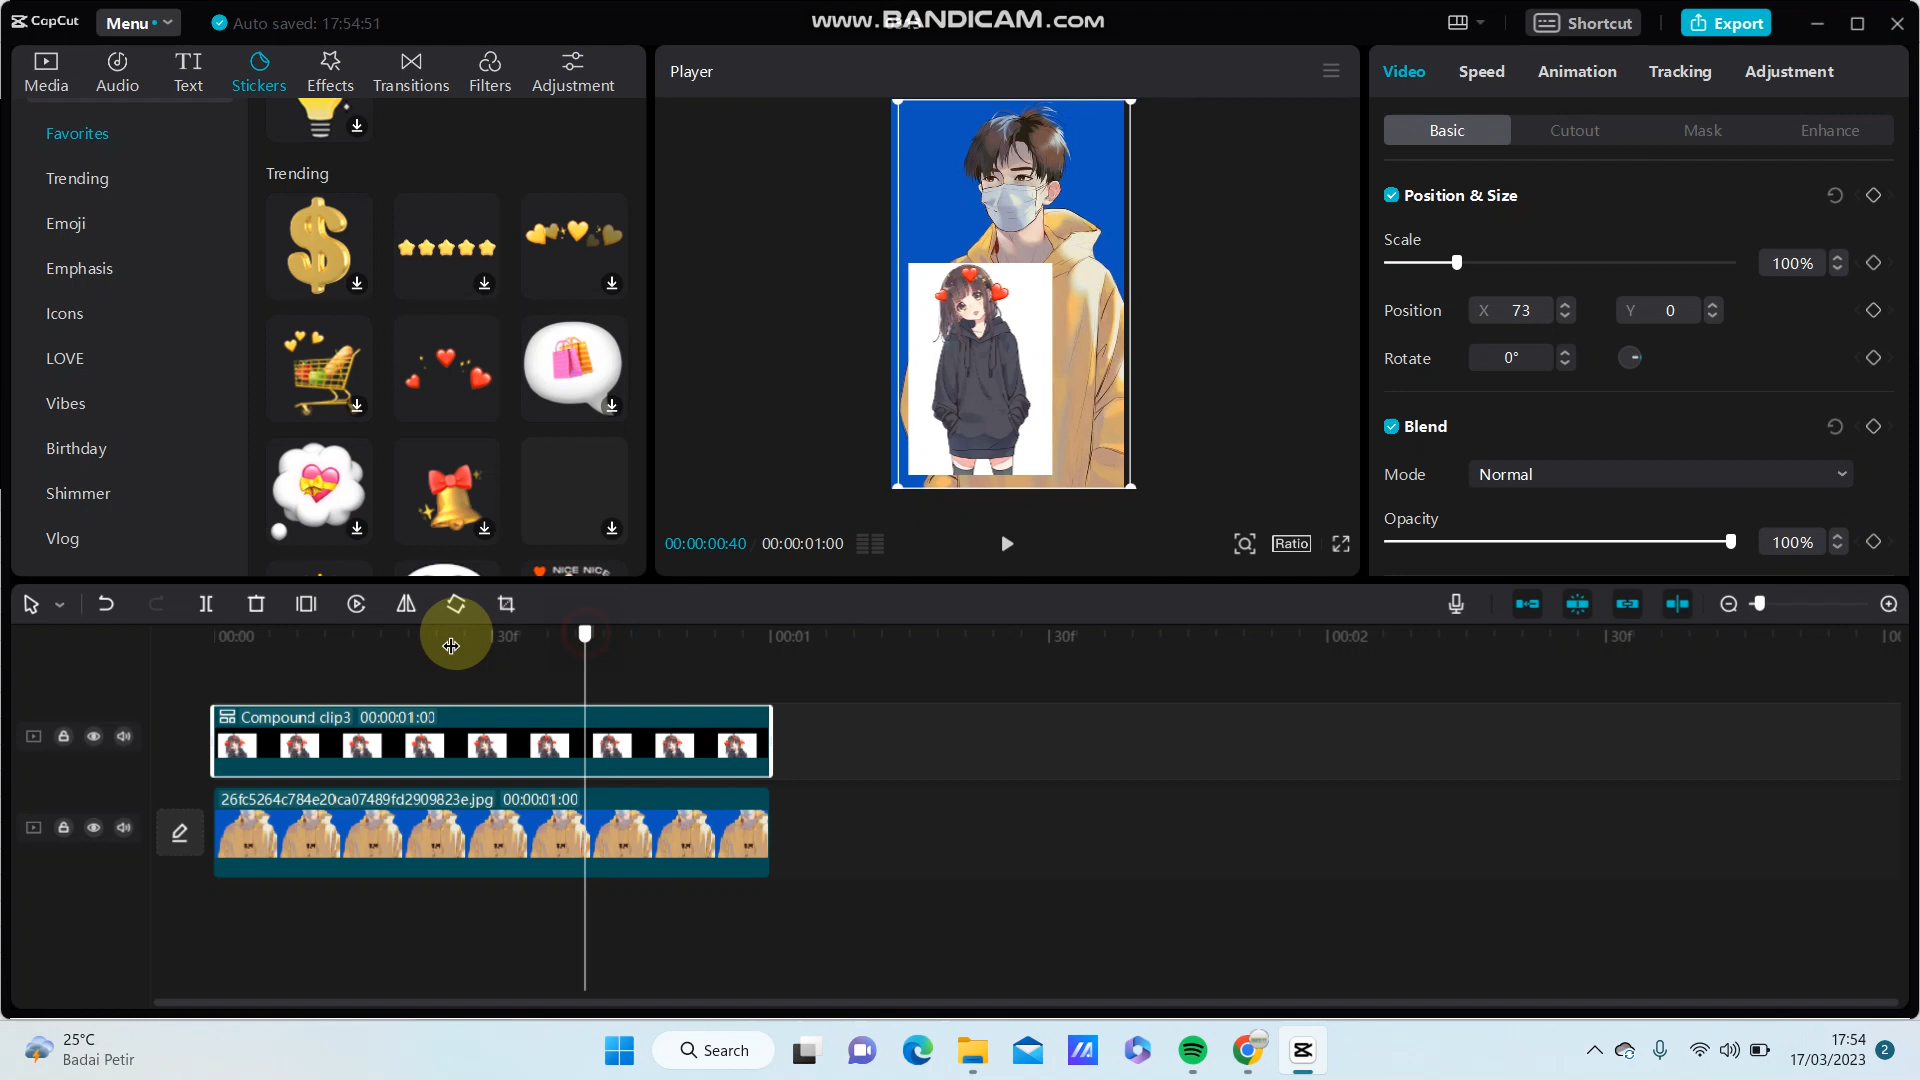 CapCut
Menu
Auto saved: 17:54:51
www.BANDICAM.com
Shortcut
Export
Media
Audio
Text
Stickers
Effects
Transitions
Filters
Adjustment
Favorites
Trending
Emoji
Emphasis
Icons
LOVE
Vibes
Birthday
Shimmer
Vlog
Trending
NICE NICE
Player
00:00:00:40
00:00:01:00
Ratio
Video
Speed
Animation
Tracking
Adjustment
Basic
Cutout
Mask
Enhance
Position & Size
Scale
100%
Position
X 73
Y 0
Rotate
0°
Blend
Mode
Normal
Opacity
100%
00:00
30f
00:01
30f
00:02
30f
Compound clip3 00:00:01:00
26fc5264c784e20ca07489fd2909823e.jpg 00:00:01:00
25°C
Badai Petir
Search
17:54
17/03/2023
2